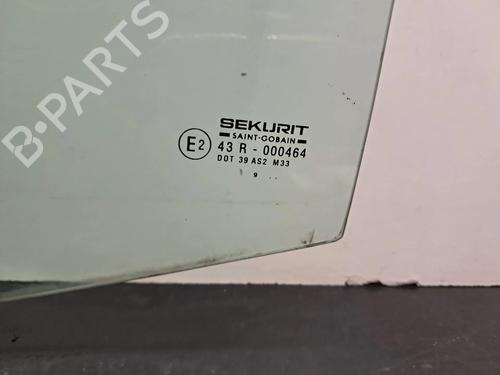 B-PARTS
SEKURIT
SAINT-GOBAIN
E2 43 R - 000464
DOT 39 AS2 M33
9